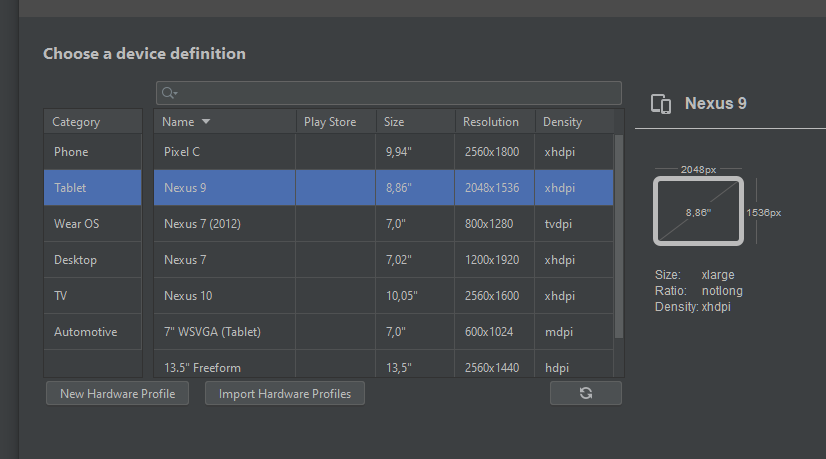 Choose a device definition
Category
Phone
Tablet
Wear OS
Desktop
TV
Automotive
Name Play Store Size Resolution Density
Pixel C 9,94" 2560x1800 xhdpi
Nexus 9 8,86" 2048x1536 xhdpi
Nexus 7 (2012) 7,0" 800x1280 tvdpi
Nexus 7 7,02" 1200x1920 xhdpi
Nexus 10 10,05" 2560x1600 xhdpi
7" WSVGA (Tablet) 7,0" 600x1024 mdpi
13.5" Freeform 13,5" 2560x1440 hdpi
New Hardware Profile Import Hardware Profiles
Nexus 9
2048px
8,86" 1536px
Size: xlarge
Ratio: notlong
Density: xhdpi